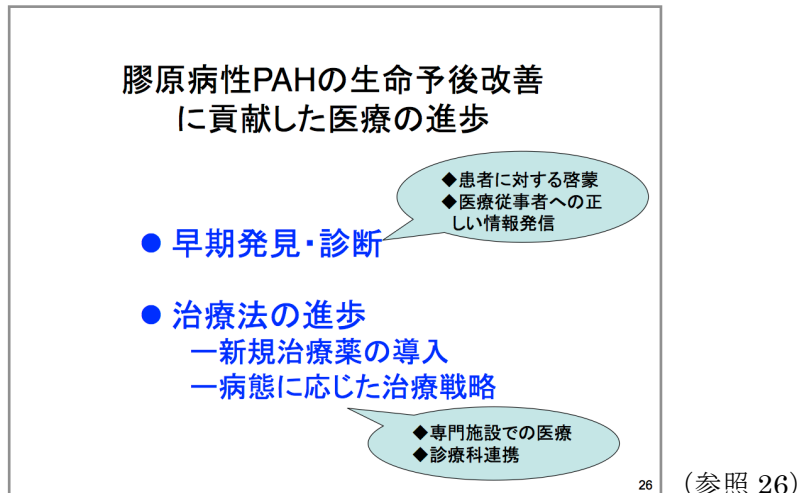 膠原病性PAHの生命予後改善
に貢献した医療の進歩
◆患者に対する啓蒙
◆医療従事者への正
しい情報発信
● 早期発見・診断
● 治療法の進歩
－新規治療薬の導入
－病態に応じた治療戦略
◆専門施設での医療
◆診療科連携
26
（参照 26）